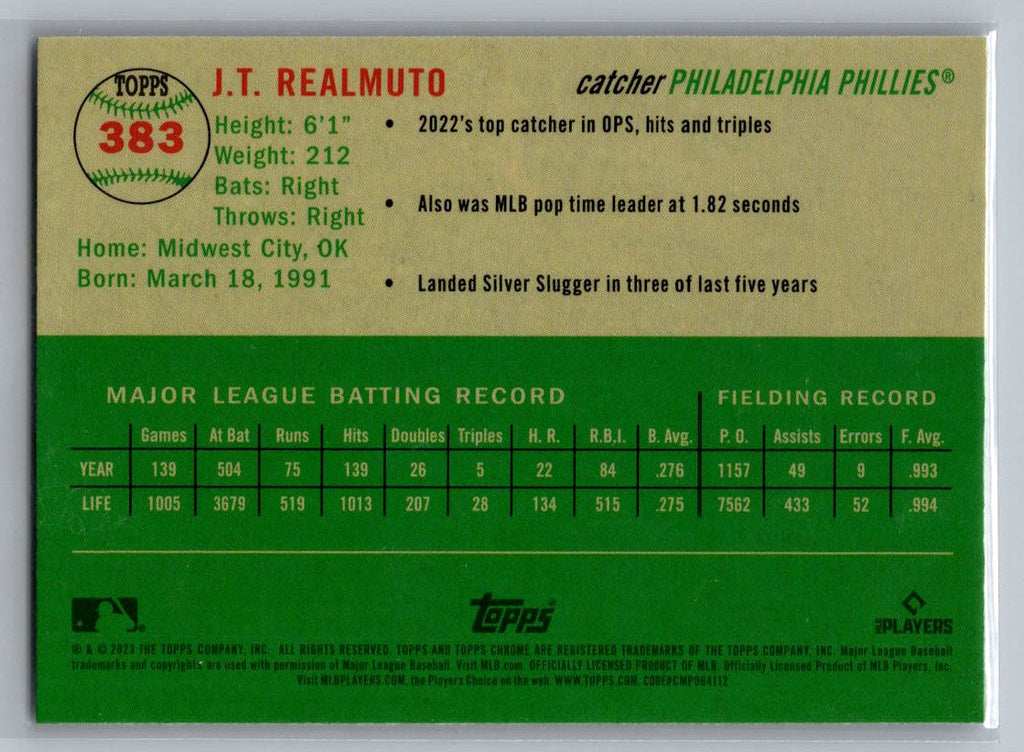 TOPPS
383
J.T. REALMUTO
catcher PHILADELPHIA PHILLIES®
Height: 6'1"
Weight: 212
Bats: Right
Throws: Right
Home: Midwest City, OK
Born: March 18, 1991
• 2022's top catcher in OPS, hits and triples
• Also was MLB pop time leader at 1.82 seconds
• Landed Silver Slugger in three of last five years
MAJOR LEAGUE BATTING RECORD FIELDING RECORD
Games At Bat Runs Hits Doubles Triples H. R. R.B.I. B. Avg. P. O. Assists Errors F. Avg.
YEAR 139 504 75 139 26 5 22 84 .276 1157 49 9 .993
LIFE 1005 3679 519 1013 207 28 134 515 .275 7562 433 52 .994
Topps®
MLB PLAYERS
® & © 2023 THE TOPPS COMPANY, INC. ALL RIGHTS RESERVED. TOPPS AND TOPPS CHROME ARE REGISTERED TRADEMARKS OF THE TOPPS COMPANY, INC. Major League Baseball
trademarks and copyrights are used with permission of Major League Baseball. Visit MLB.com. OFFICIALLY LICENSED PRODUCT OF MLB. Officially Licensed Product of MLB Players, Inc.
Visit MLBPLAYERS.COM, the Players Choice on the web. WWW.TOPPS.COM. CODE#CMP064112